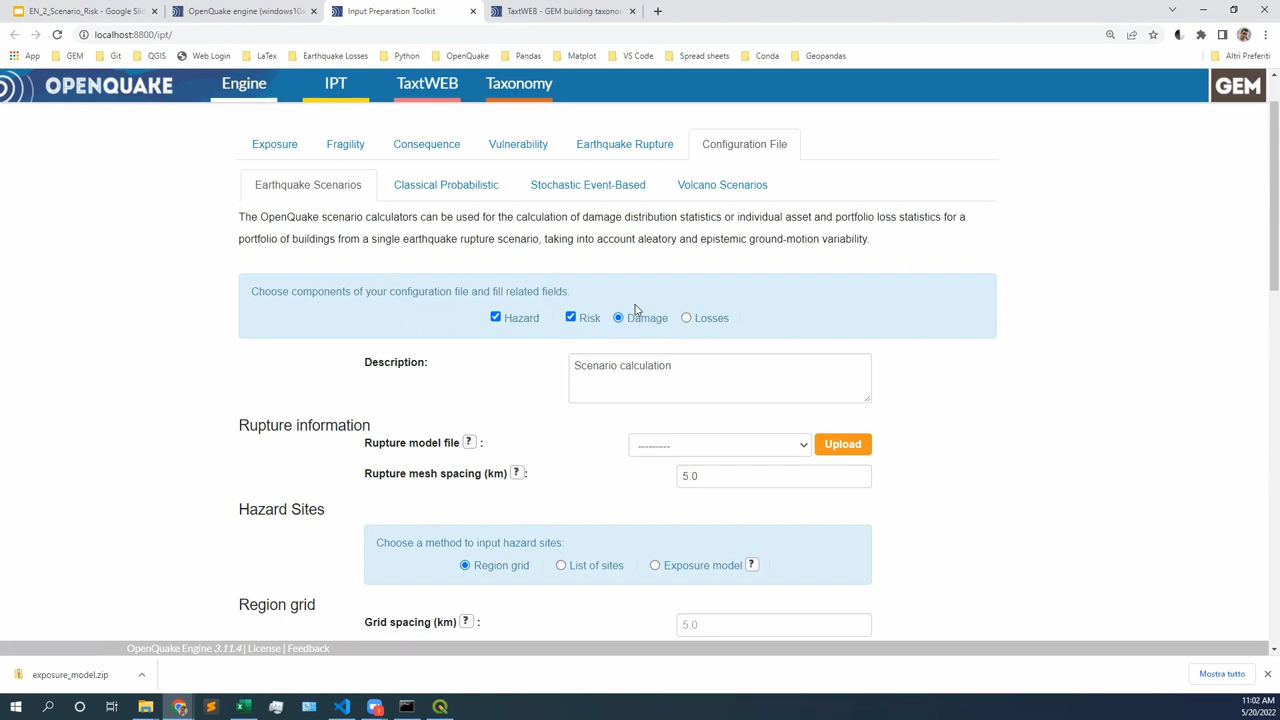 EN_2_Scenario_Risk - Google Sli
OpenQuake engine (windows10a
Input Preparation Toolkit
TaxtWEB - GEM building taxonom
localhost:8800/ipt/
App
GEM
Git
QGIS
Web Login
LaTex
Earthquake Losses
Python
OpenQuake
Pandas
Matplot
VS Code
Spread sheets
Conda
Geopandas
Altri Preferiti
OPENQUAKE
Engine
IPT
TaxtWEB
Taxonomy
GEM
Exposure
Fragility
Consequence
Vulnerability
Earthquake Rupture
Configuration File
Earthquake Scenarios
Classical Probabilistic
Stochastic Event-Based
Volcano Scenarios
The OpenQuake scenario calculators can be used for the calculation of damage distribution statistics or individual asset and portfolio loss statistics for a
portfolio of buildings from a single earthquake rupture scenario, taking into account aleatory and epistemic ground-motion variability.
Choose components of your configuration file and fill related fields.
Hazard
Risk
Damage
Losses
Description:
Scenario calculation
Rupture information
Rupture model file ? :
---------
Upload
Rupture mesh spacing (km) ? :
5.0
Hazard Sites
Choose a method to input hazard sites:
Region grid
List of sites
Exposure model ?
Region grid
Grid spacing (km) ? :
5.0
OpenQuake Engine 3.11.4 | License | Feedback
exposure_model.zip
Mostra tutto
11:02 AM
5/20/2022